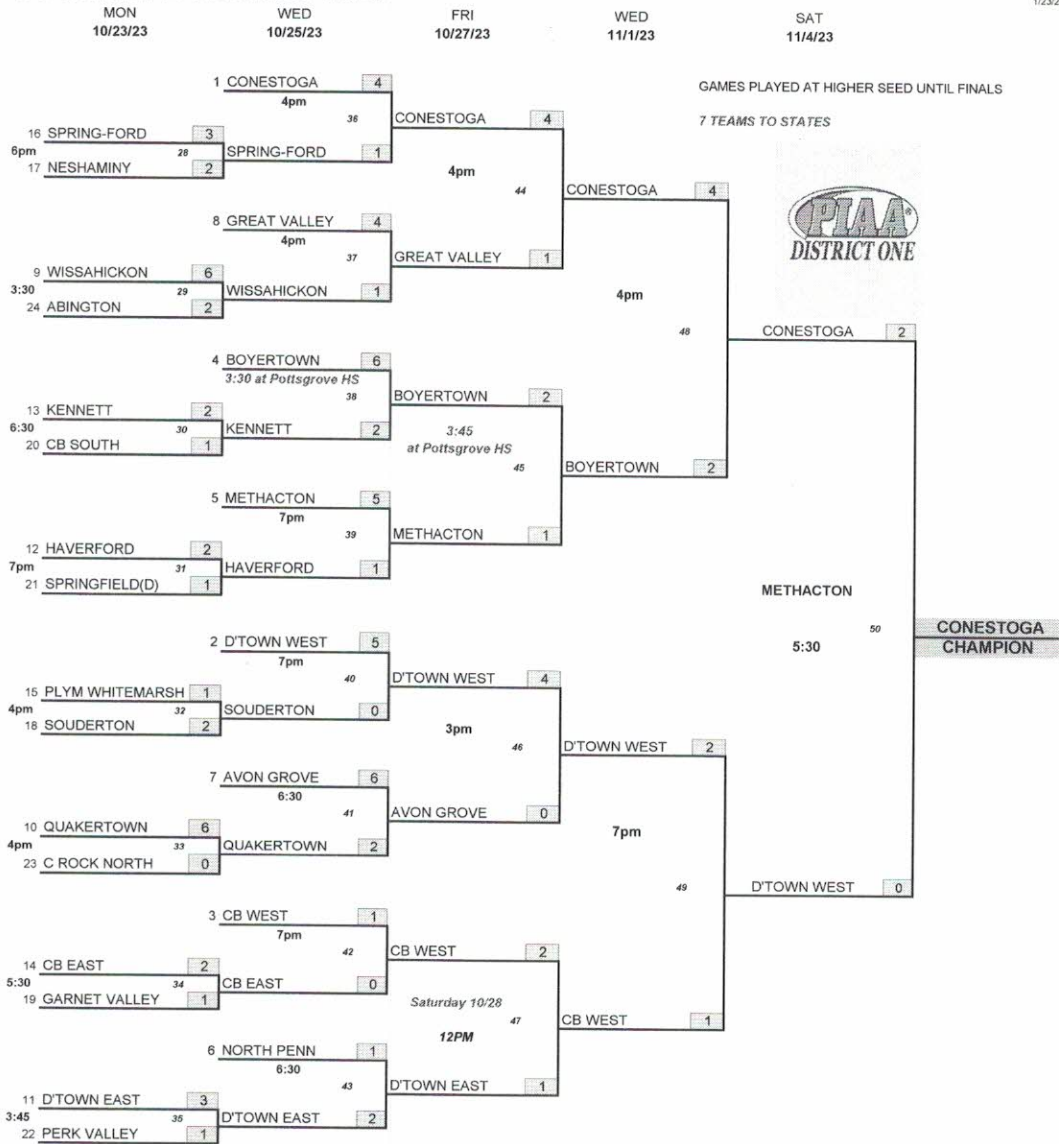 1/23/2
MON WED FRI WED SAT
10/23/23 10/25/23 10/27/23 11/1/23 11/4/23
1 CONESTOGA 4
4pm
36
GAMES PLAYED AT HIGHER SEED UNTIL FINALS
CONESTOGA 4
7 TEAMS TO STATES
16 SPRING-FORD 3
6pm 28
SPRING-FORD 1
17 NESHAMINY 2
4pm
44
CONESTOGA 4
PIAA®
DISTRICT ONE
8 GREAT VALLEY 4
4pm
37
GREAT VALLEY 1
9 WISSAHICKON 6
3:30 29
WISSAHICKON 1
24 ABINGTON 2
4pm
48
CONESTOGA 2
4 BOYERTOWN 6
3:30 at Pottsgrove HS
38
BOYERTOWN 2
13 KENNETT 2
6:30 30
KENNETT 2
20 CB SOUTH 1
3:45
at Pottsgrove HS
45
BOYERTOWN 2
5 METHACTON 5
7pm
39
METHACTON 1
12 HAVERFORD 2
7pm 31
HAVERFORD 1
21 SPRINGFIELD(D) 1
METHACTON
50
5:30
CONESTOGA
CHAMPION
2 D'TOWN WEST 5
7pm
40
D'TOWN WEST 4
15 PLYM WHITEMARSH 1
4pm 32
SOUDERTON 0
18 SOUDERTON 2
3pm
46
D'TOWN WEST 2
7 AVON GROVE 6
6:30
41
AVON GROVE 0
10 QUAKERTOWN 6
4pm 33
QUAKERTOWN 2
23 C ROCK NORTH 0
7pm
49
D'TOWN WEST 0
3 CB WEST 1
7pm
42
CB WEST 2
14 CB EAST 2
5:30 34
CB EAST 0
19 GARNET VALLEY 1
Saturday 10/28
47
12PM
CB WEST 1
6 NORTH PENN 1
6:30
43
D'TOWN EAST 1
11 D'TOWN EAST 3
3:45 35
D'TOWN EAST 2
22 PERK VALLEY 1